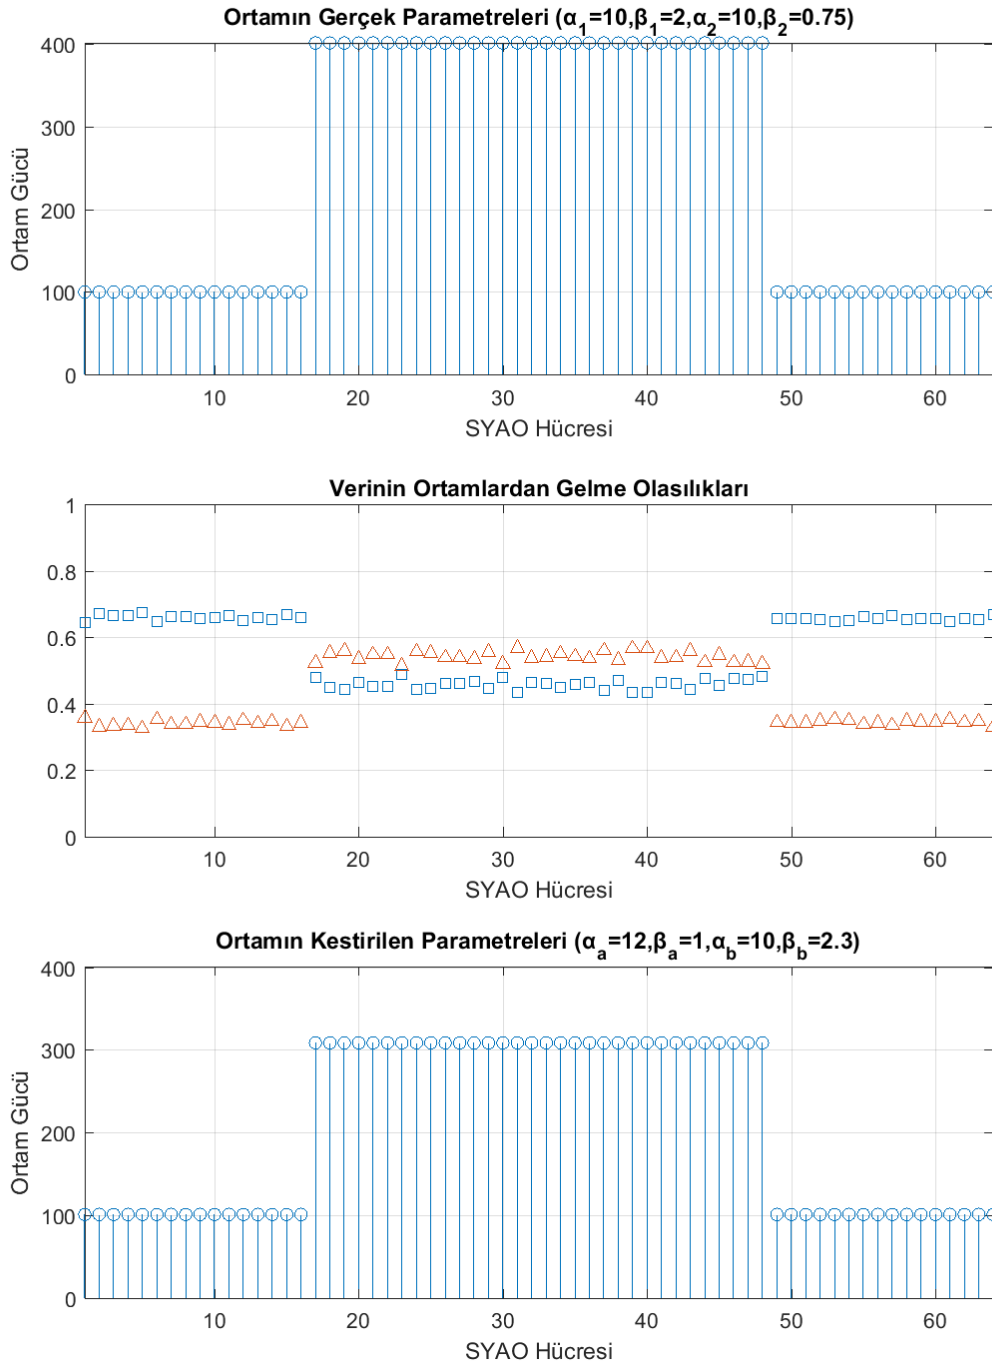 Ortamın Gerçek Parametreleri (α₁=10,β₁=2,α₂=10,β₂=0.75)
400
300
200
100
0
Ortam Gücü
10 20 30 40 50 60
SYAO Hücresi
Verinin Ortamlardan Gelme Olasılıkları
1
0.8
0.6
0.4
0.2
0
10 20 30 40 50 60
SYAO Hücresi
Ortamın Kestirilen Parametreleri (αₐ=12,βₐ=1,α_b=10,β_b=2.3)
400
300
200
100
0
Ortam Gücü
10 20 30 40 50 60
SYAO Hücresi